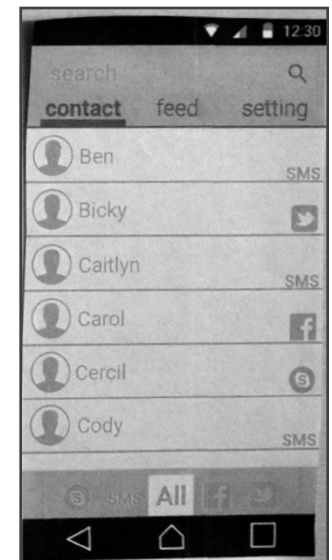 12:30
search
contact feed setting
Ben
SMS
Bicky
Caitlyn
SMS
Carol
Cercil
Cody
SMS
SMS All